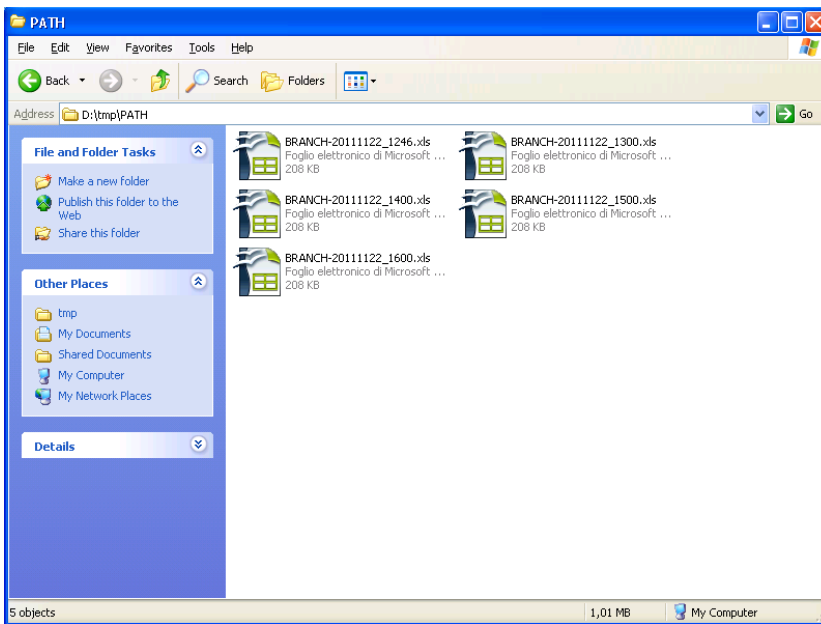 PATH
File Edit View Favorites Tools Help
Back Search Folders
Address D:\tmp\PATH Go
File and Folder Tasks
Make a new folder
Publish this folder to the
Web
Share this folder
Other Places
tmp
My Documents
Shared Documents
My Computer
My Network Places
Details
BRANCH-20111122_1246.xls
Foglio elettronico di Microsoft ...
208 KB
BRANCH-20111122_1300.xls
Foglio elettronico di Microsoft ...
208 KB
BRANCH-20111122_1400.xls
Foglio elettronico di Microsoft ...
208 KB
BRANCH-20111122_1500.xls
Foglio elettronico di Microsoft ...
208 KB
BRANCH-20111122_1600.xls
Foglio elettronico di Microsoft ...
208 KB
5 objects 1,01 MB My Computer